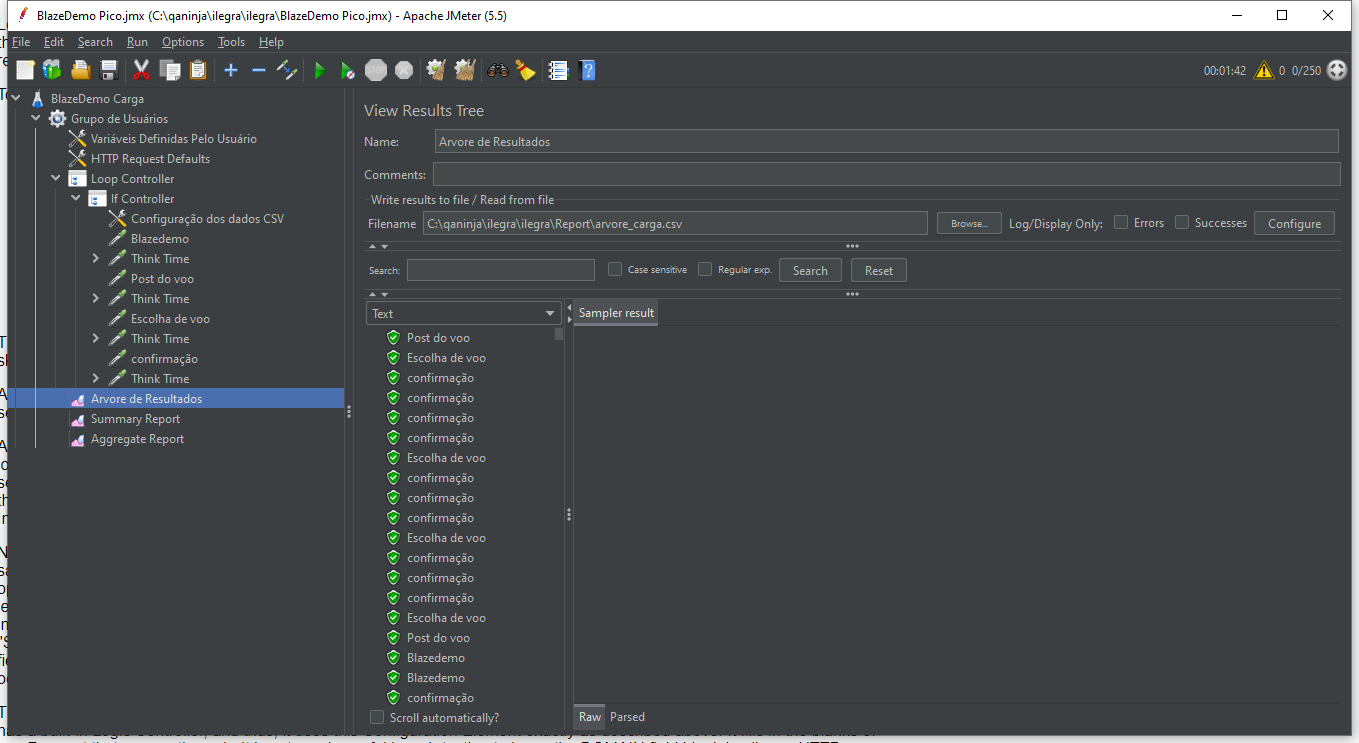 BlazeDemo Pico.jmx (C:\qaninja\ilegra\ilegra\BlazeDemo Pico.jmx) - Apache JMeter (5.5)
File Edit Search Run Options Tools Help
STOP
00:01:42 0 0/250
BlazeDemo Carga
Grupo de Usuários
Variáveis Definidas Pelo Usuário
HTTP Request Defaults
Loop Controller
If Controller
Configuração dos dados CSV
Blazedemo
Think Time
Post do voo
Think Time
Escolha de voo
Think Time
confirmação
Think Time
Arvore de Resultados
Summary Report
Aggregate Report
View Results Tree
Name: Arvore de Resultados
Comments:
Write results to file / Read from file
Filename C:\qaninja\ilegra\ilegra\Report\arvore_carga.csv Browse... Log/Display Only: Errors Successes Configure
Search: Case sensitive Regular exp. Search Reset
Text
Sampler result
Post do voo
Escolha de voo
confirmação
confirmação
confirmação
confirmação
Escolha de voo
confirmação
confirmação
confirmação
Escolha de voo
confirmação
confirmação
confirmação
Escolha de voo
Post do voo
Blazedemo
Blazedemo
confirmação
Scroll automatically?
Raw Parsed